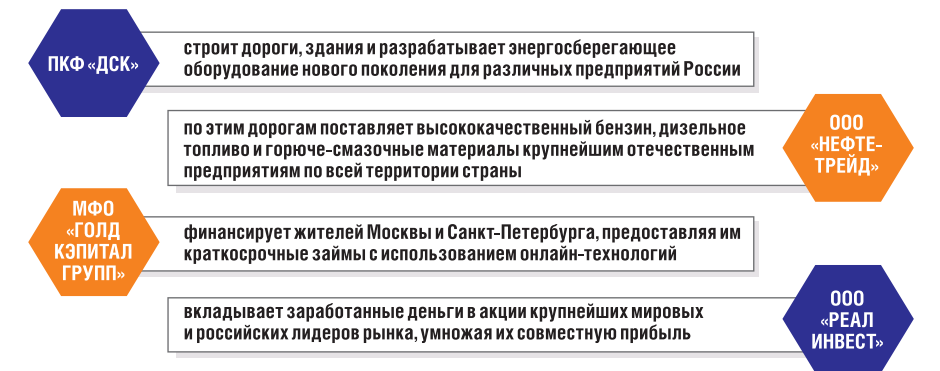 ПКФ «ДСК»
строит дороги, здания и разрабатывает энергосберегающее
оборудование нового поколения для различных предприятий России
по этим дорогам поставляет высококачественный бензин, дизельное
топливо и горюче-смазочные материалы крупнейшим отечественным
предприятиям по всей территории страны
ООО
«НЕФТЕ-
ТРЕЙД»
МФО
«ГОЛД
КЭПИТАЛ
ГРУПП»
финансирует жителей Москвы и Санкт-Петербурга, предоставляя им
краткосрочные займы с использованием онлайн-технологий
вкладывает заработанные деньги в акции крупнейших мировых
и российских лидеров рынка, умножая их совместную прибыль
ООО
«РЕАЛ
ИНВЕСТ»